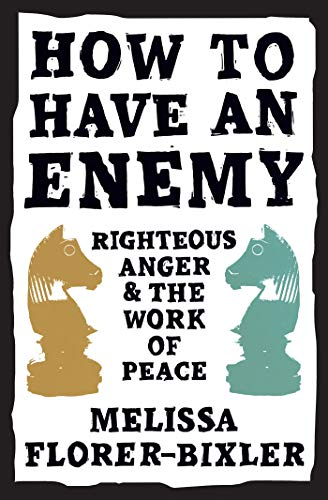 HOW TO
HAVE AN
ENEMY
RIGHTEOUS
ANGER
& THE
WORK
OF
PEACE
MELISSA
FLORER-BIXLER